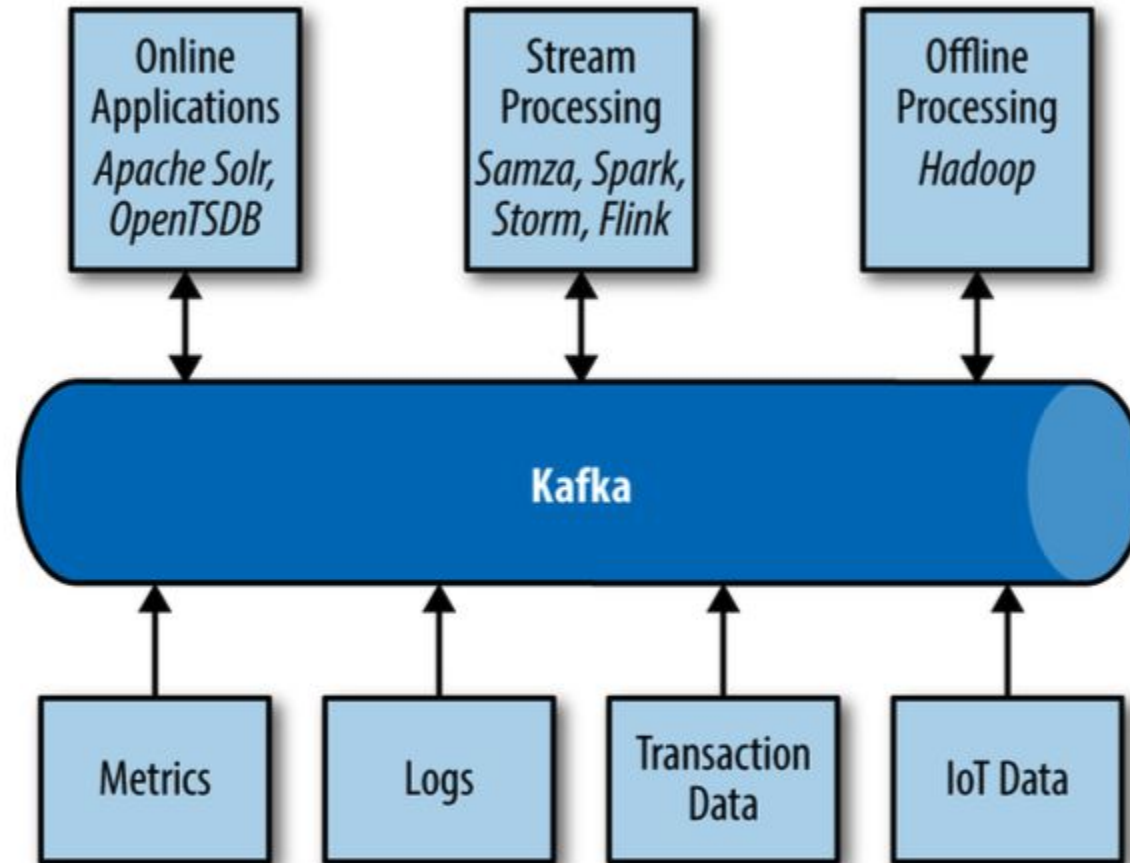 Online
Applications
Apache Solr,
OpenTSDB
Stream
Processing
Samza, Spark,
Storm, Flink
Offline
Processing
Hadoop
Kafka
Metrics
Logs
Transaction
Data
IoT Data